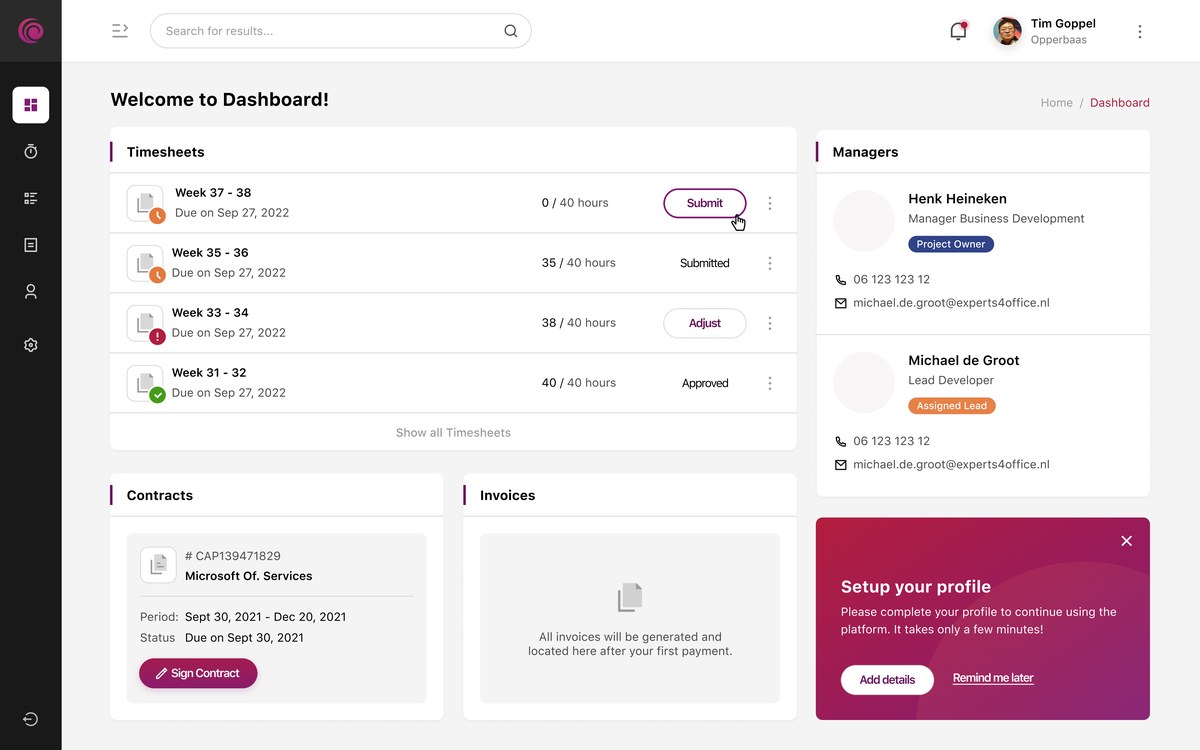 Search for results...
Tim Goppel
Opperbaas
Welcome to Dashboard!
Home / Dashboard
Timesheets
Week 37 - 38
Due on Sep 27, 2022
0 / 40 hours
Submit
Week 35 - 36
Due on Sep 27, 2022
35 / 40 hours
Submitted
Week 33 - 34
Due on Sep 27, 2022
38 / 40 hours
Adjust
Week 31 - 32
Due on Sep 27, 2022
40 / 40 hours
Approved
Show all Timesheets
Managers
Henk Heineken
Manager Business Development
Project Owner
06 123 123 12
michael.de.groot@experts4office.nl
Michael de Groot
Lead Developer
Assigned Lead
06 123 123 12
michael.de.groot@experts4office.nl
Contracts
# CAP139471829
Microsoft Of. Services
Period: Sept 30, 2021 - Dec 20, 2021
Status Due on Sept 30, 2021
Sign Contract
Invoices
All invoices will be generated and
located here after your first payment.
Setup your profile
Please complete your profile to continue using the
platform. It takes only a few minutes!
Add details
Remind me later